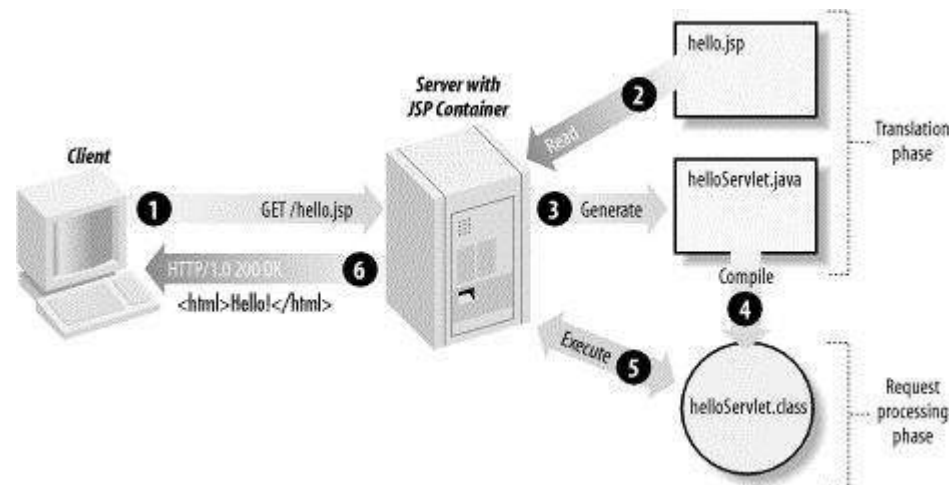 Client
Server with
JSP Container
1
GET /hello.jsp
2
Read
hello.jsp
3
Generate
helloServlet.java
Translation
phase
Compile
4
5
Execute
helloServlet.class
Request
processing
phase
6
HTTP/1.0 200 OK
<html>Hello!</html>